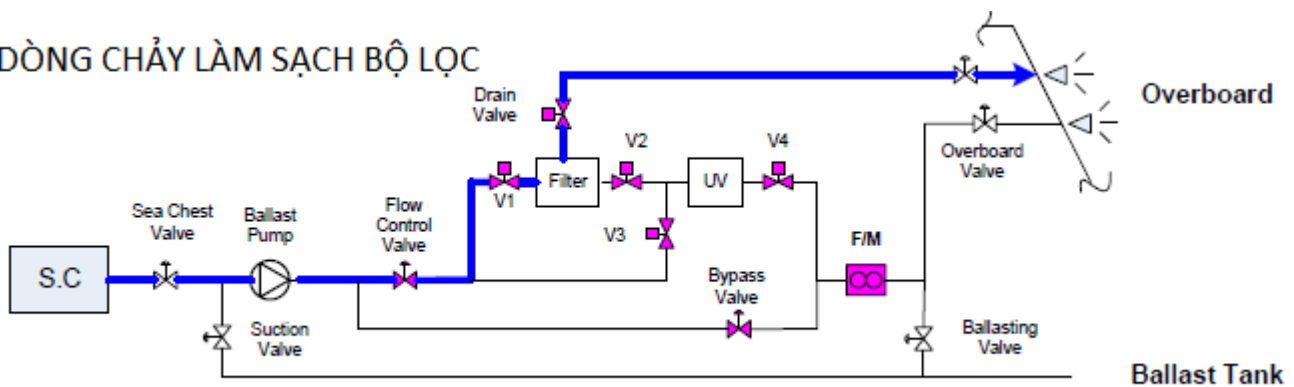 DÒNG CHẢY LÀM SẠCH BỘ LỌC
Drain
Valve
Overboard
V2
V4
Overboard
Valve
Filter
UV
V1
Sea Chest
Valve
Ballast
Pump
Flow
Control
Valve
V3
F/M
S.C
Bypass
Valve
Suction
Valve
Ballasting
Valve
Ballast Tank